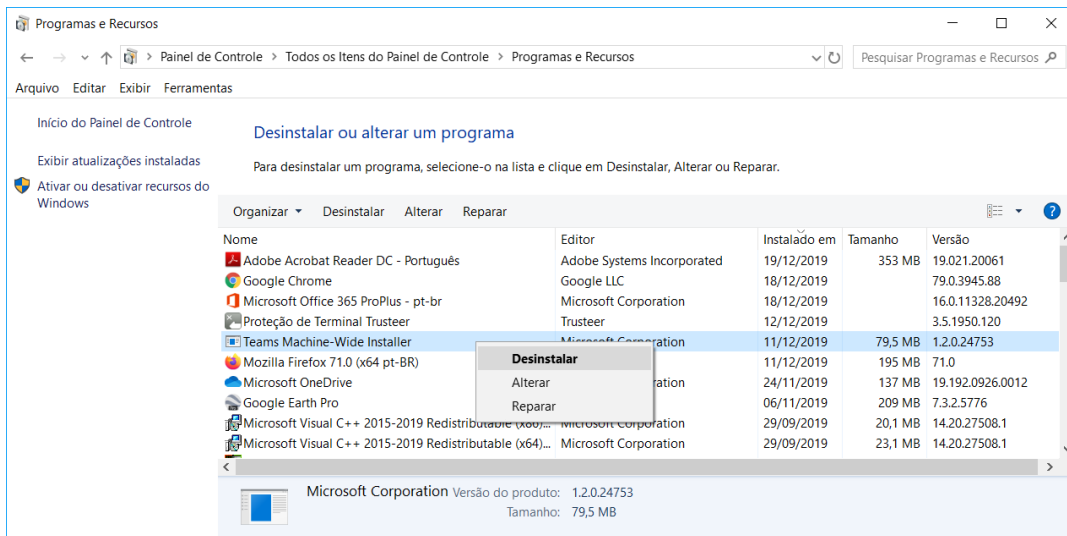 Programas e Recursos
Painel de Controle > Todos os Itens do Painel de Controle > Programas e Recursos
Pesquisar Programas e Recursos
Arquivo Editar Exibir Ferramentas
Início do Painel de Controle
Exibir atualizações instaladas
Ativar ou desativar recursos do
Windows
Desinstalar ou alterar um programa
Para desinstalar um programa, selecione-o na lista e clique em Desinstalar, Alterar ou Reparar.
Organizar Desinstalar Alterar Reparar
Nome Editor Instalado em Tamanho Versão
Adobe Acrobat Reader DC - Português Adobe Systems Incorporated 19/12/2019 353 MB 19.021.20061
Google Chrome Google LLC 18/12/2019 79.0.3945.88
Microsoft Office 365 ProPlus - pt-br Microsoft Corporation 18/12/2019 16.0.11328.20492
Proteção de Terminal Trusteer Trusteer 12/12/2019 3.5.1950.120
Teams Machine-Wide Installer Microsoft Corporation 11/12/2019 79,5 MB 1.2.0.24753
Mozilla Firefox 71.0 (x64 pt-BR) 11/12/2019 195 MB 71.0
Microsoft OneDrive ration 24/11/2019 137 MB 19.192.0926.0012
Google Earth Pro 06/11/2019 209 MB 7.3.2.5776
Microsoft Visual C++ 2015-2019 Redistributable (x86)... Microsoft Corporation 29/09/2019 20,1 MB 14.20.27508.1
Microsoft Visual C++ 2015-2019 Redistributable (x64)... Microsoft Corporation 29/09/2019 23,1 MB 14.20.27508.1
Desinstalar
Alterar
Reparar
Microsoft Corporation Versão do produto: 1.2.0.24753
Tamanho: 79,5 MB